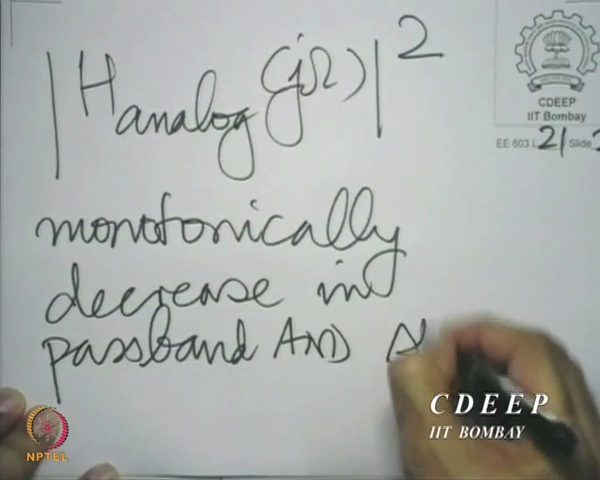 |H analog (jΩ)|²
monotonically
decrease in
passband AND
CDEEP
IIT Bombay
EE 603 L 21 / Slide
CDEEP
IIT BOMBAY
NPTEL